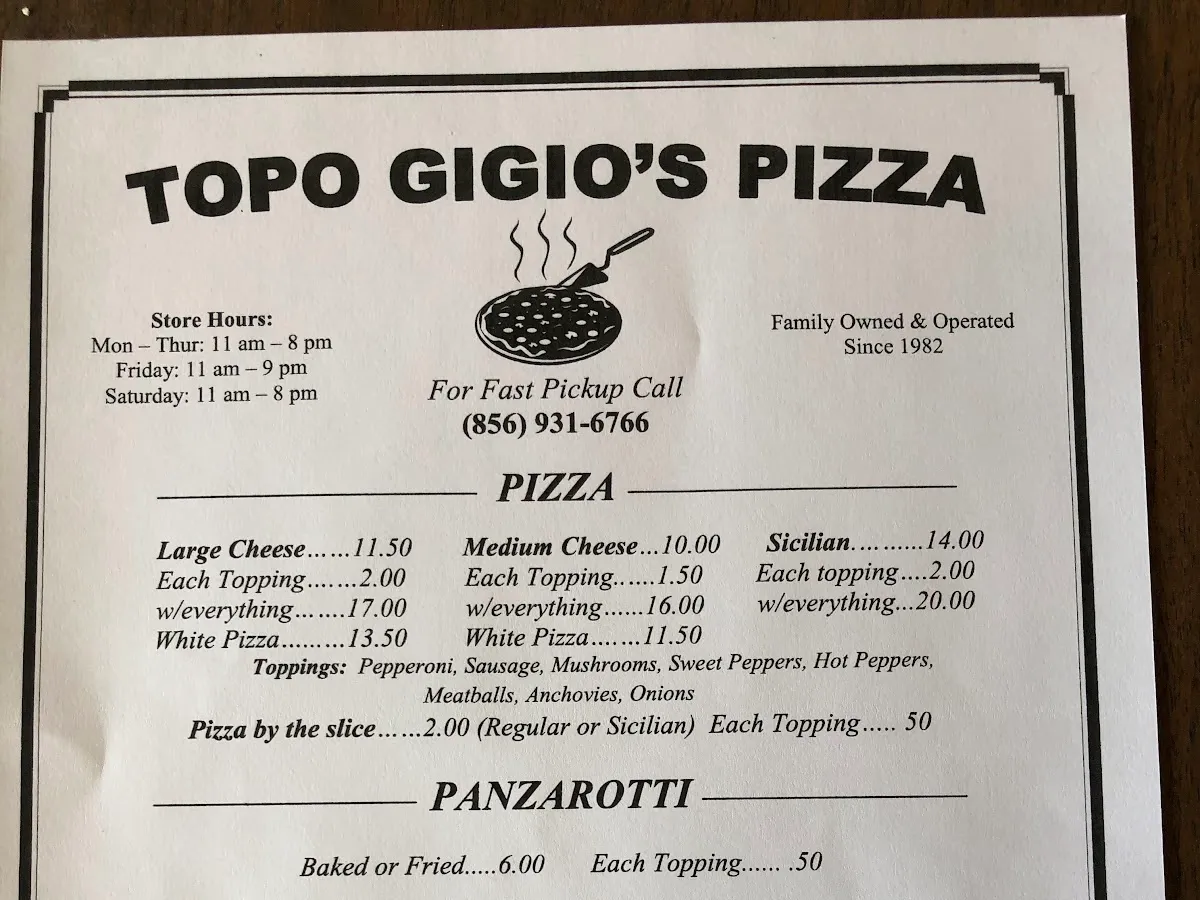 TOPO GIGIO'S PIZZA
Store Hours:
Mon – Thur: 11 am – 8 pm
Friday: 11 am – 9 pm
Saturday: 11 am – 8 pm
Family Owned & Operated
Since 1982
For Fast Pickup Call
(856) 931-6766
PIZZA
Large Cheese......11.50 Medium Cheese...10.00 Sicilian..........14.00
Each Topping.......2.00 Each Topping.......1.50 Each topping....2.00
w/everything.......17.00 w/everything......16.00 w/everything...20.00
White Pizza.........13.50 White Pizza.......11.50
Toppings: Pepperoni, Sausage, Mushrooms, Sweet Peppers, Hot Peppers,
Meatballs, Anchovies, Onions
Pizza by the slice......2.00 (Regular or Sicilian) Each Topping..... 50
PANZAROTTI
Baked or Fried.....6.00 Each Topping...... .50